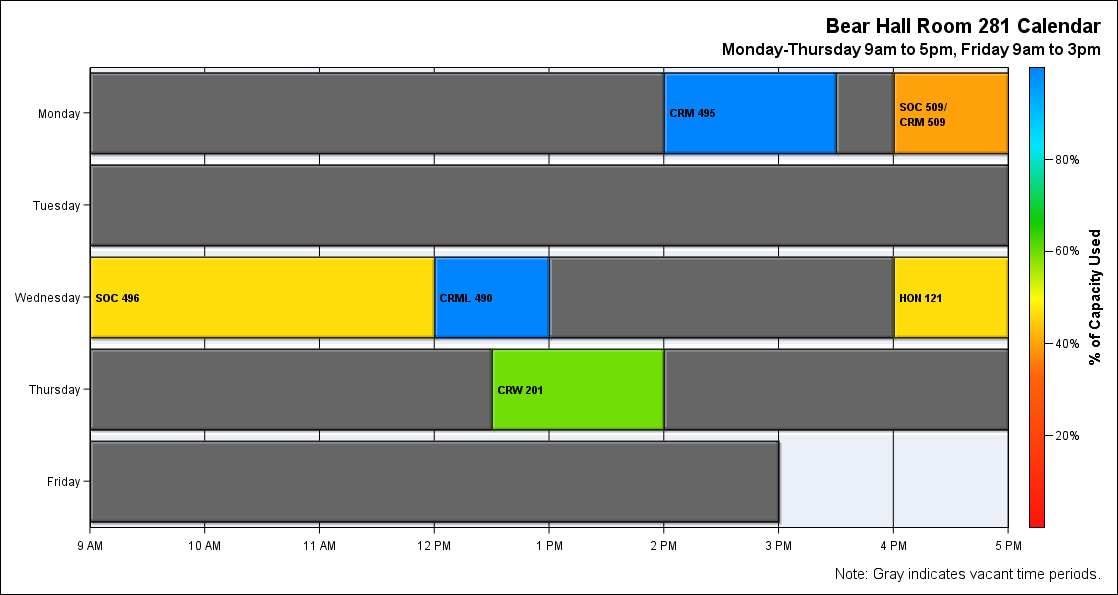 Bear Hall Room 281 Calendar
Monday-Thursday 9am to 5pm, Friday 9am to 3pm
Monday
CRM 495
SOC 509/
CRM 509
Tuesday
Wednesday
SOC 496
CRML 490
HON 121
Thursday
CRW 201
Friday
9 AM
10 AM
11 AM
12 PM
1 PM
2 PM
3 PM
4 PM
5 PM
80%
60%
40%
20%
% of Capacity Used
Note: Gray indicates vacant time periods.